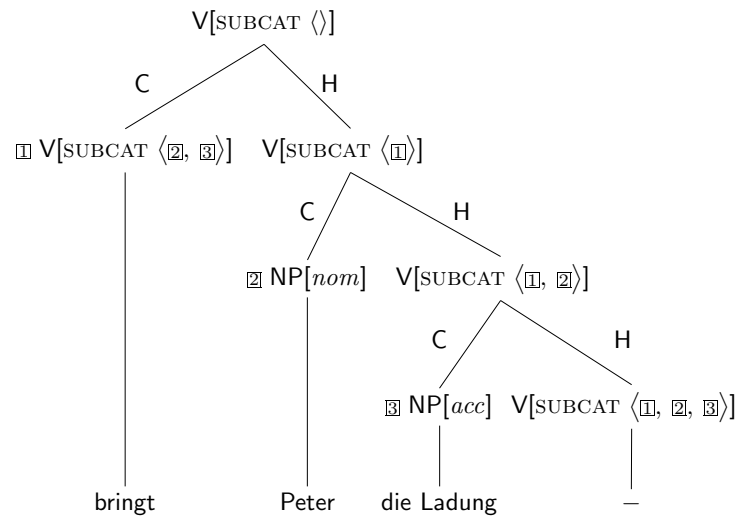 V[SUBCAT ⟨⟩]
C H
1 V[SUBCAT ⟨2, 3⟩] V[SUBCAT ⟨1⟩]
C H
2 NP[nom] V[SUBCAT ⟨1, 2⟩]
C H
3 NP[acc] V[SUBCAT ⟨1, 2, 3⟩]
bringt Peter die Ladung –